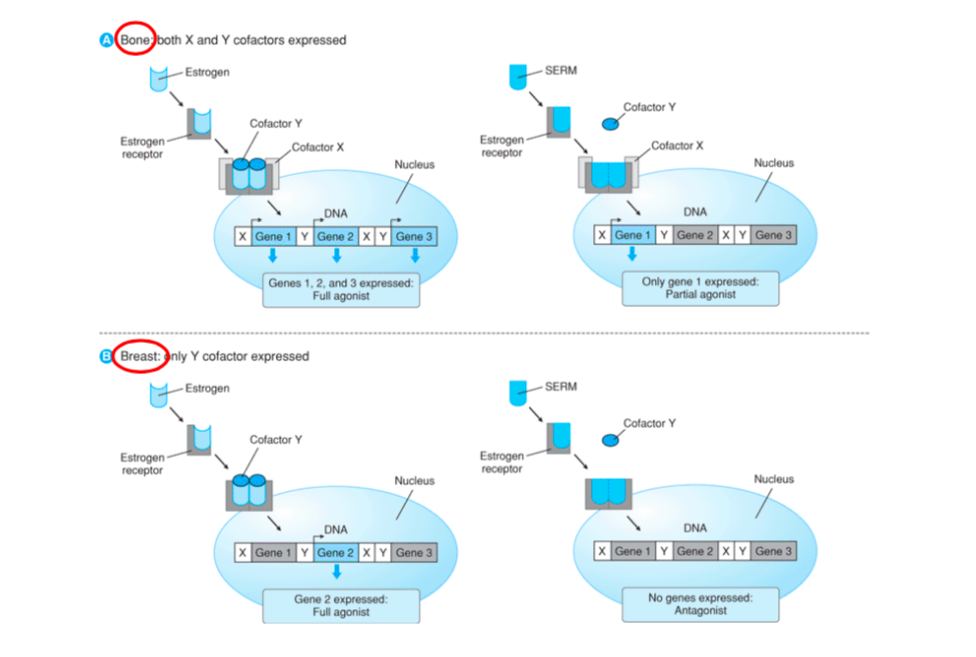 A Bone: both X and Y cofactors expressed
Estrogen
Estrogen
receptor
Cofactor Y
Cofactor X
Nucleus
DNA
X Gene 1 Y Gene 2 X Y Gene 3
Genes 1, 2, and 3 expressed:
Full agonist
SERM
Cofactor Y
Estrogen
receptor
Cofactor X
Nucleus
DNA
X Gene 1 Y Gene 2 X Y Gene 3
Only gene 1 expressed:
Partial agonist
B Breast: only Y cofactor expressed
Estrogen
Cofactor Y
Estrogen
receptor
Nucleus
DNA
X Gene 1 Y Gene 2 X Y Gene 3
Gene 2 expressed:
Full agonist
SERM
Cofactor Y
Estrogen
receptor
Nucleus
DNA
X Gene 1 Y Gene 2 X Y Gene 3
No genes expressed:
Antagonist